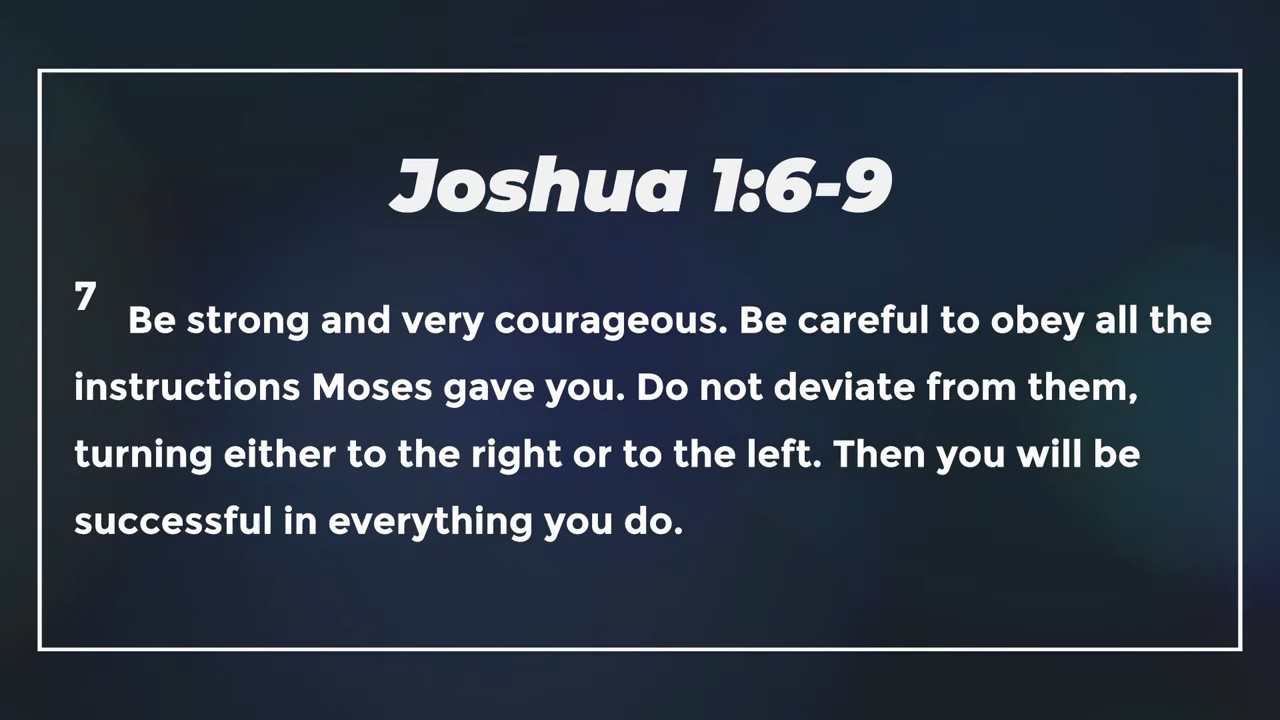 Joshua 1:6-9
7 Be strong and very courageous. Be careful to obey all the
instructions Moses gave you. Do not deviate from them,
turning either to the right or to the left. Then you will be
successful in everything you do.